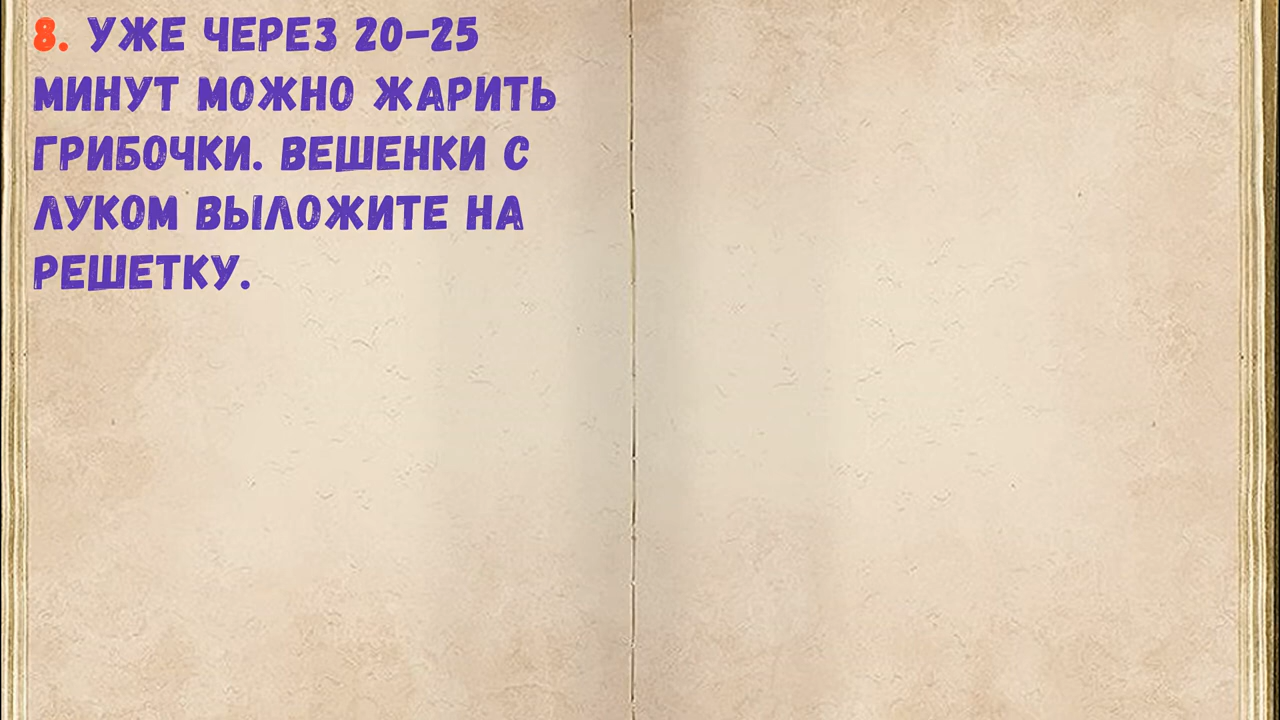 8. УЖЕ ЧЕРЕЗ 20-25
МИНУТ МОЖНО ЖАРИТЬ
ГРИБОЧКИ. ВЕШЕНКИ С
ЛУКОМ ВЫЛОЖИТЕ НА
РЕШЕТКУ.